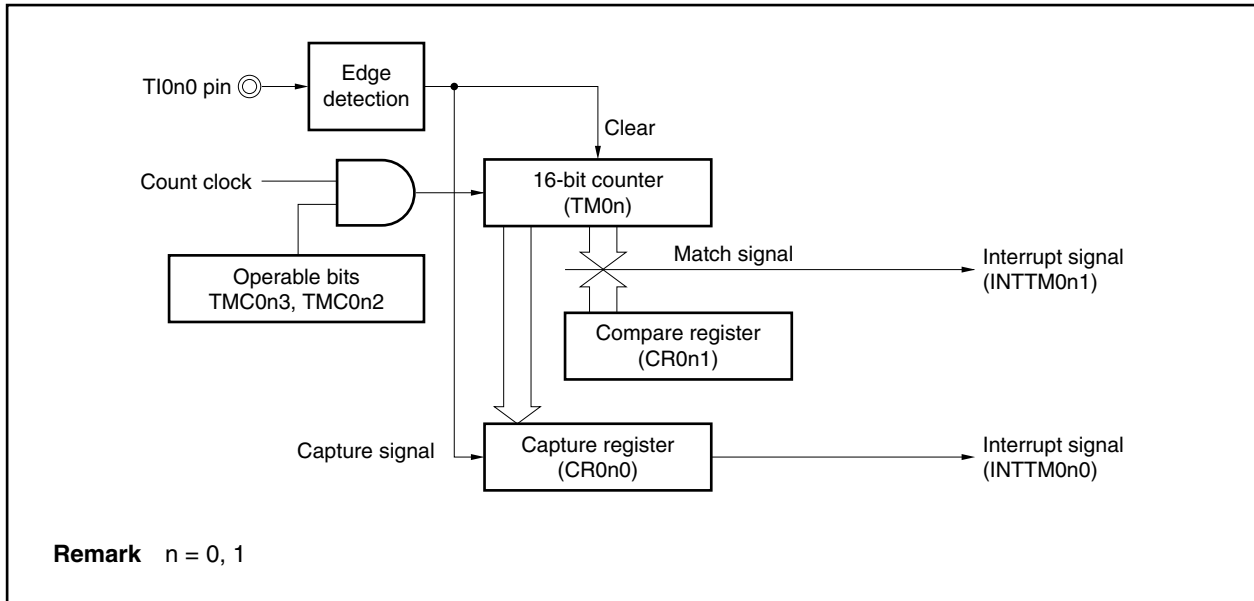 TI0n0 pin
Edge
detection
Clear
Count clock
16-bit counter
(TM0n)
Operable bits
TMC0n3, TMC0n2
Match signal
Interrupt signal
(INTTM0n1)
Compare register
(CR0n1)
Capture signal
Capture register
(CR0n0)
Interrupt signal
(INTTM0n0)
Remark n = 0, 1